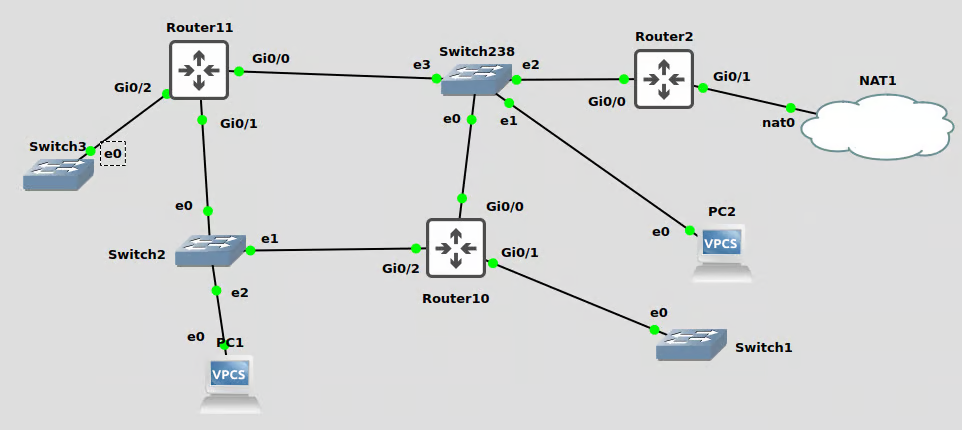 Router11
Gi0/0
Gi0/2
Gi0/1
Switch238
e3
e2
e0
e1
Router2
Gi0/0
Gi0/1
NAT1
nat0
Switch3
e0
e0
Switch2
e1
e2
e0
PC1
VPCS
Gi0/0
Gi0/2
Gi0/1
Router10
PC2
e0
VPCS
e0
Switch1